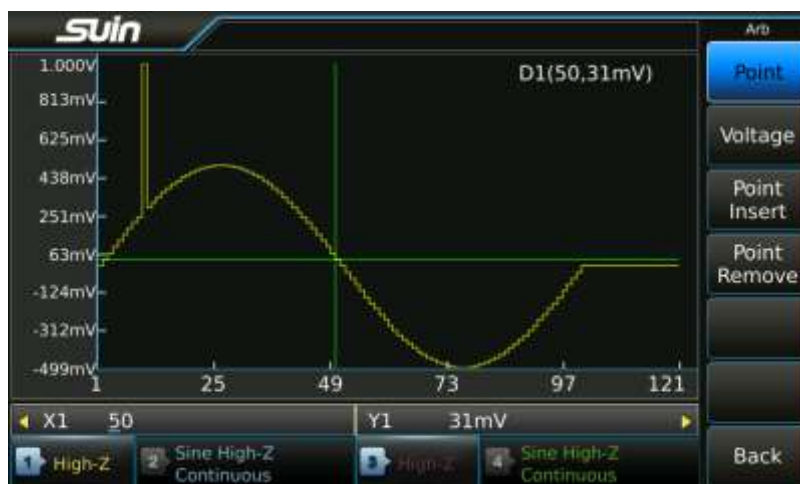 Suin
Arb
1.000V
D1(50,31mV)
Point
813mV
625mV
Voltage
438mV
Point
Insert
251mV
63mV
Point
Remove
-124mV
-312mV
-499mV
1 25 49 73 97 121
X1 50 Y1 31mV
1 High-Z
2 Sine High-Z
Continuous
3 High-Z
4 Sine High-Z
Continuous
Back